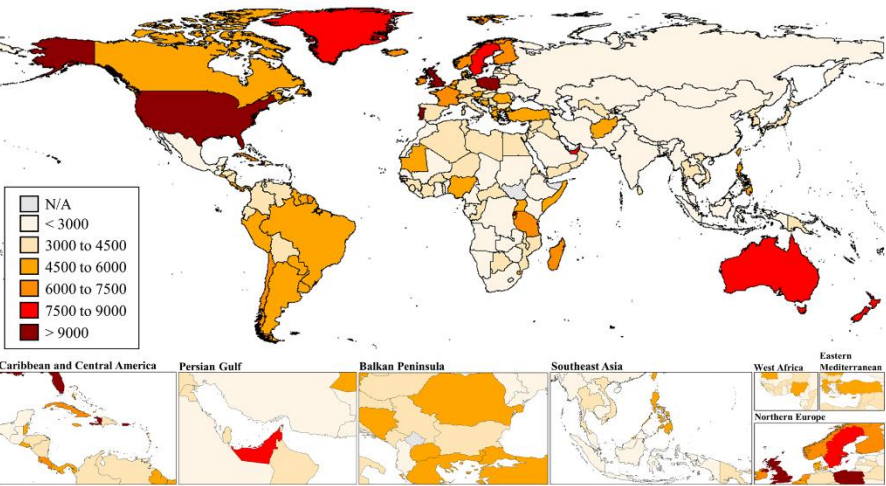 N/A
< 3000
3000 to 4500
4500 to 6000
6000 to 7500
7500 to 9000
> 9000
Caribbean and Central America
Persian Gulf
Balkan Peninsula
Southeast Asia
West Africa
Eastern
Mediterranean
Northern Europe